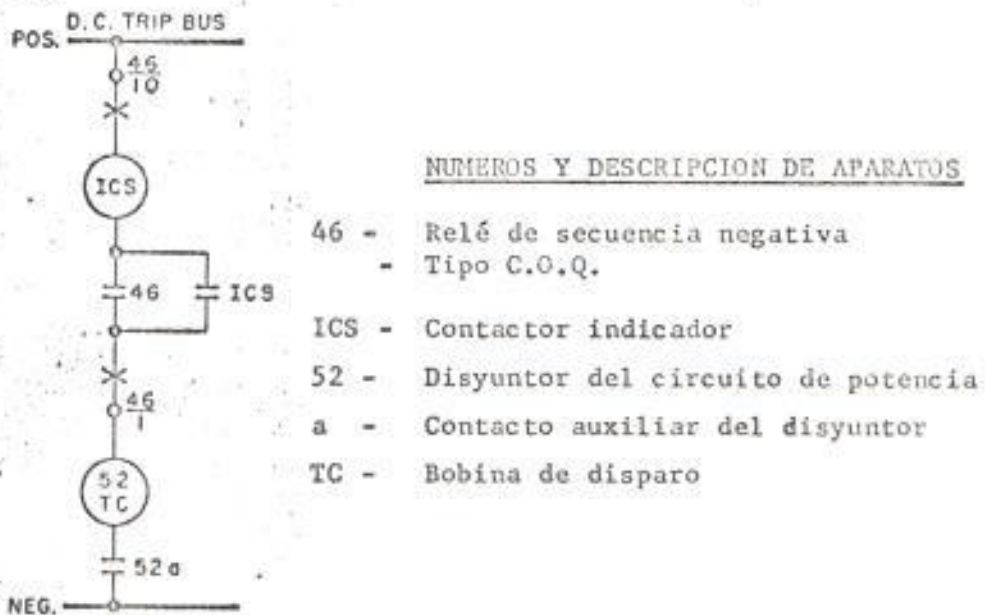 D.C. TRIP BUS
POS.
46
10
ICS
46
ICS
46
1
52
TC
52a
NEG.
NUMEROS Y DESCRIPCION DE APARATOS
46 - Relé de secuencia negativa
- Tipo C.O.Q.
ICS - Contactor indicador
52 - Disyuntor del circuito de potencia
a - Contacto auxiliar del disyuntor
TC - Bobina de disparo